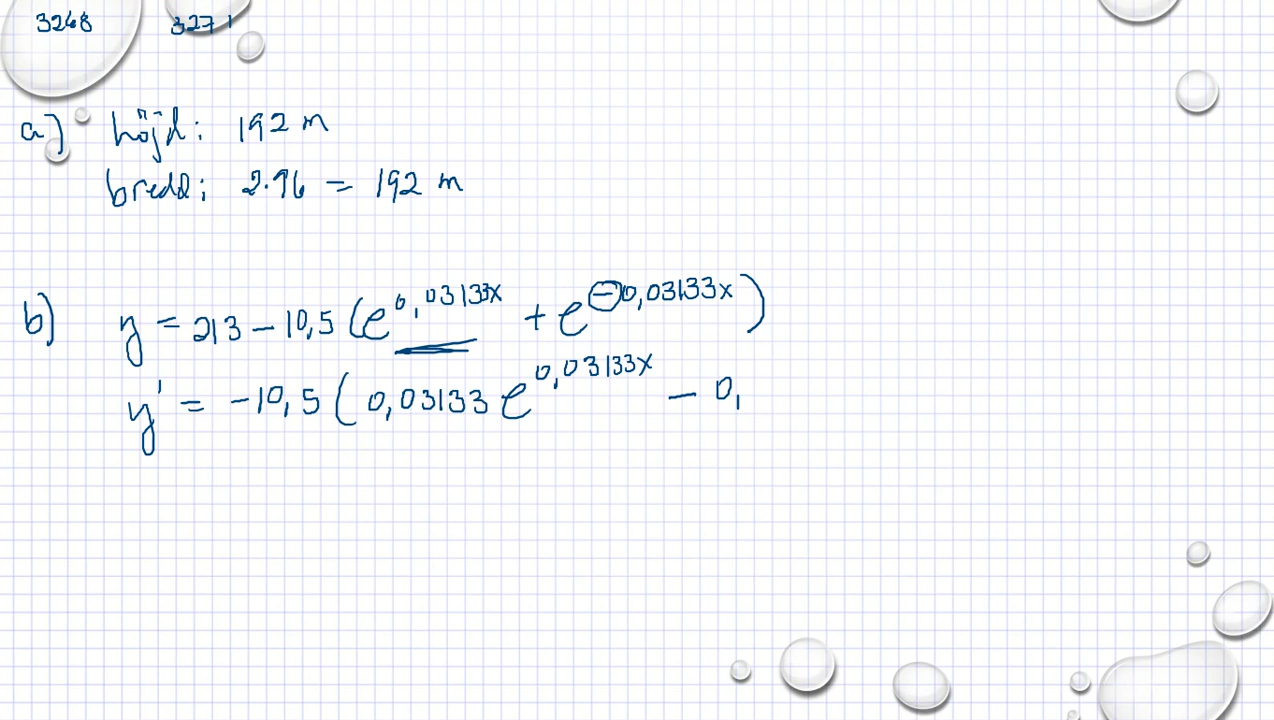 3268 3271
a) höjd: 192 m
bredd: 2·96 = 192 m
b) y = 213 – 10,5 (e^0,03133x + e^–0,03133x)
y' = –10,5 (0,03133 e^0,03133x – 0,